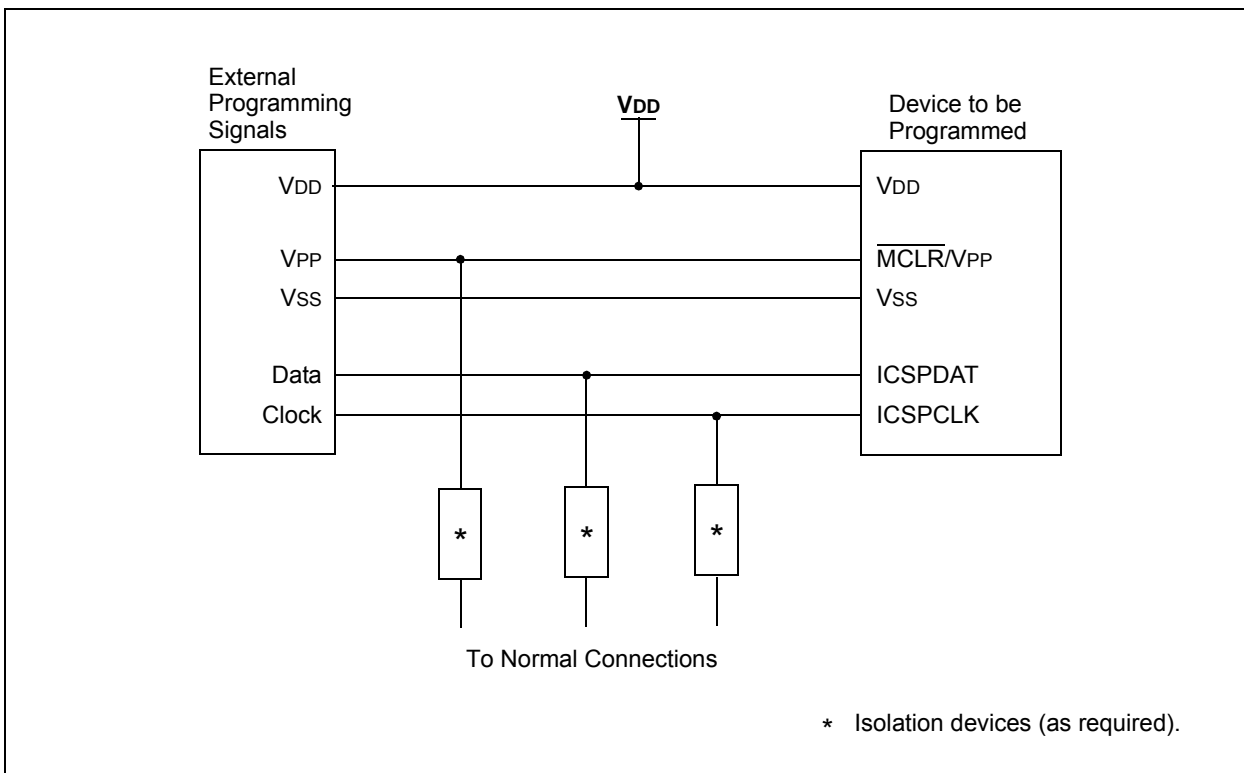 External
Programming
Signals
VDD
Device to be
Programmed
VDD
VDD
VPP
MCLR/VPP
VSS
VSS
Data
ICSPDAT
Clock
ICSPCLK
*
*
*
To Normal Connections
* Isolation devices (as required).